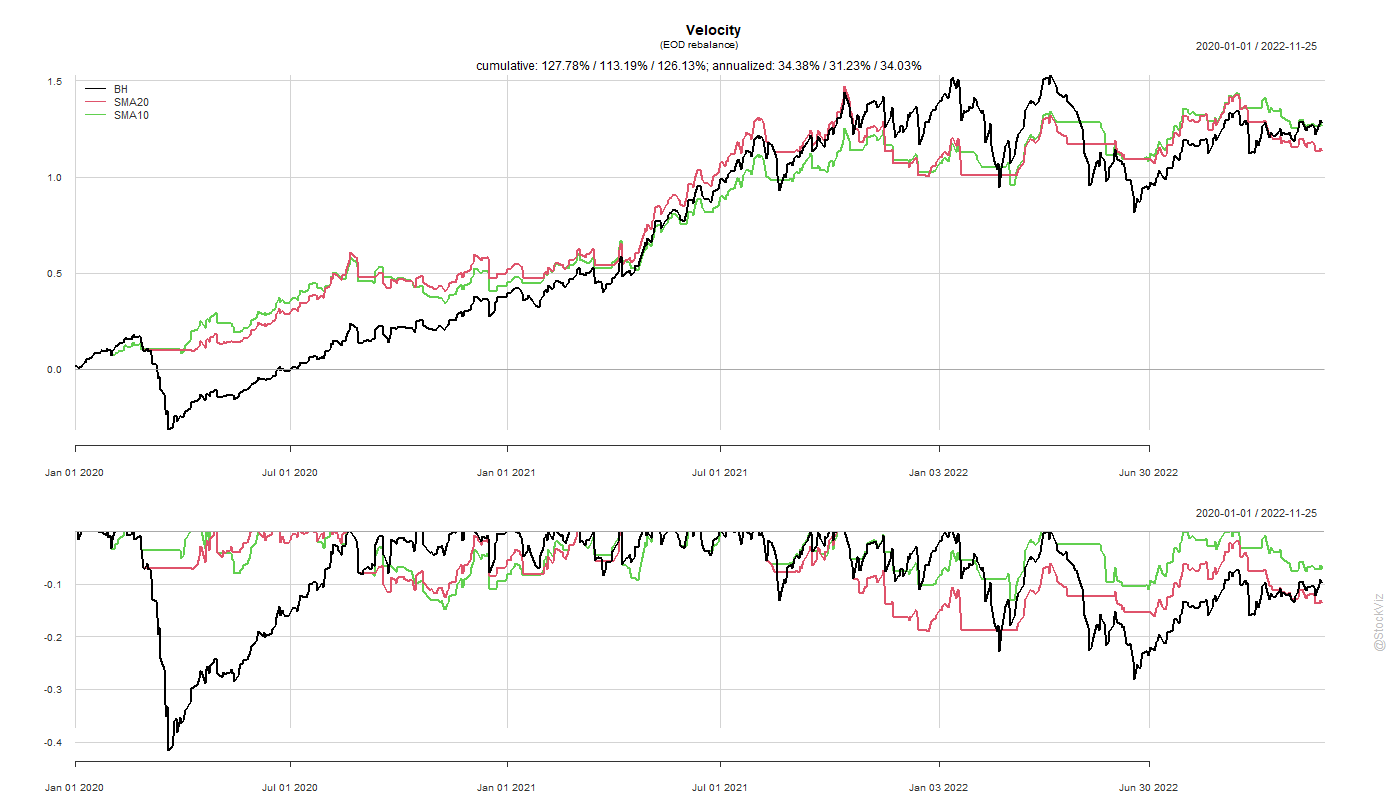 Velocity
(EOD rebalance)
2020-01-01 / 2022-11-25
cumulative: 127.78% / 113.19% / 126.13%; annualized: 34.38% / 31.23% / 34.03%
BH
SMA20
SMA10
1.5
1.0
0.5
0.0
Jan 01 2020
Jul 01 2020
Jan 01 2021
Jul 01 2021
Jan 03 2022
Jun 30 2022
2020-01-01 / 2022-11-25
-0.1
-0.2
-0.3
-0.4
Jan 01 2020
Jul 01 2020
Jan 01 2021
Jul 01 2021
Jan 03 2022
Jun 30 2022
@StockViz